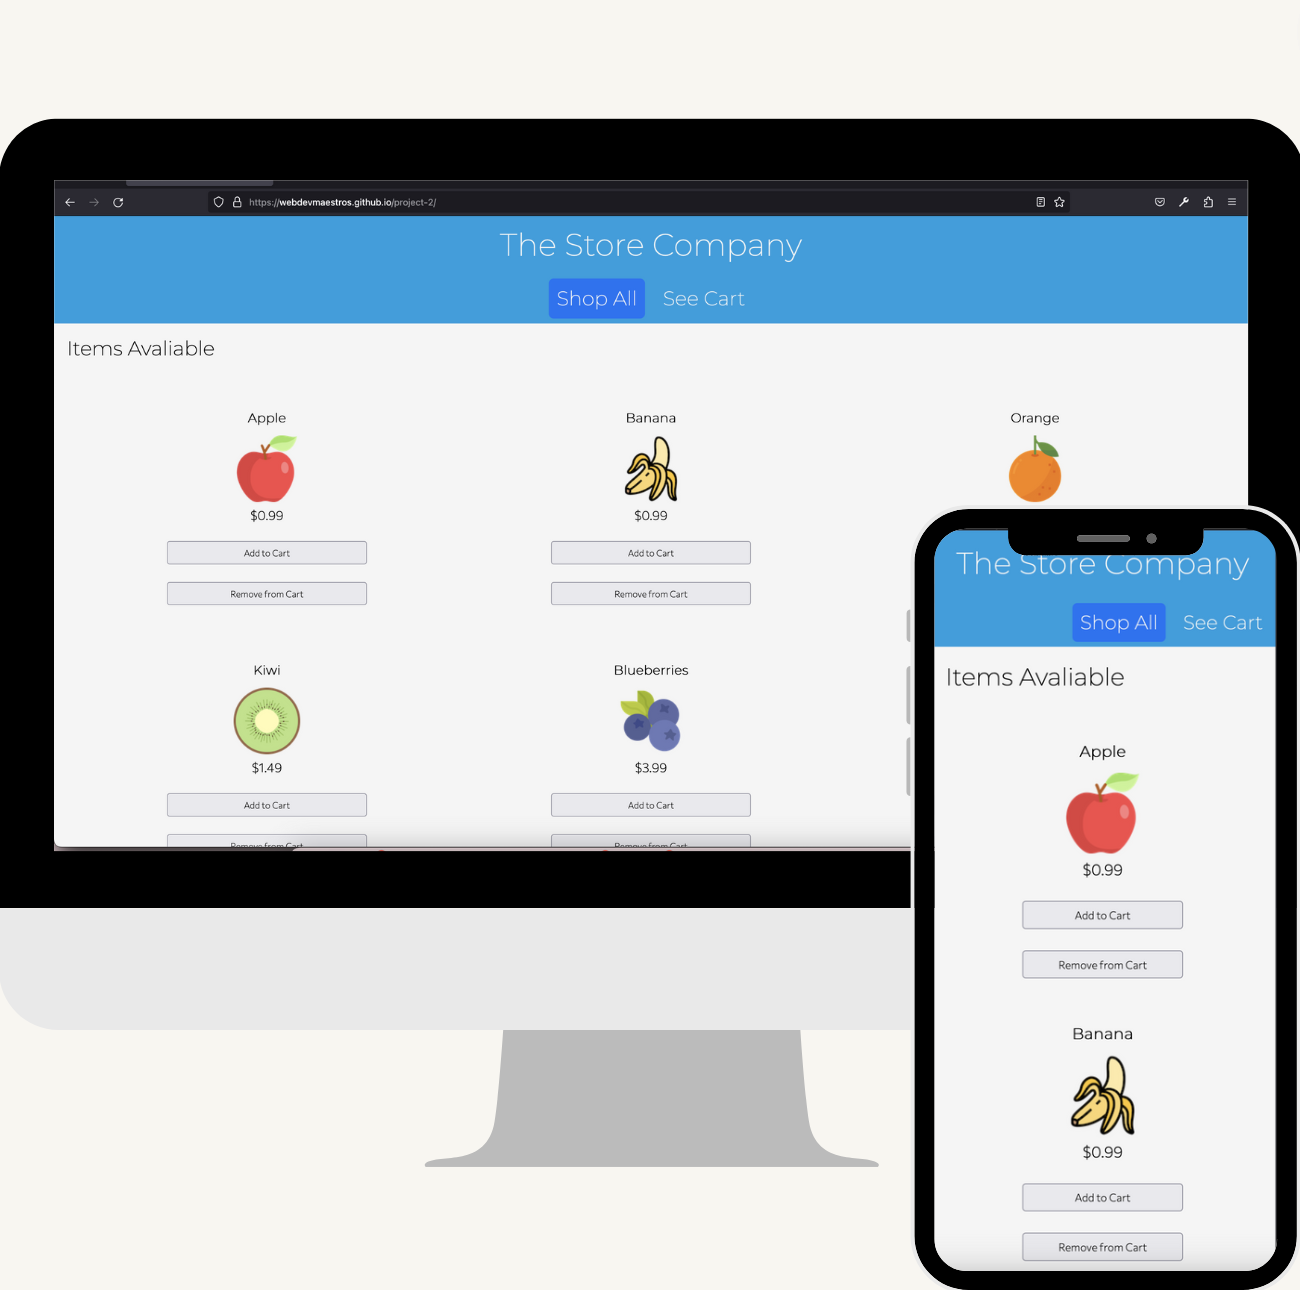 https://webdevmaestros.github.io/project-2/
The Store Company
Shop All See Cart
Items Avaliable
Apple Banana Orange
$0.99 $0.99
Add to Cart Add to Cart
Remove from Cart Remove from Cart
Kiwi Blueberries
$1.49 $3.99
Add to Cart Add to Cart
Remove from Cart Remove from Cart
The Store Company
Shop All See Cart
Items Avaliable
Apple
$0.99
Add to Cart
Remove from Cart
Banana
$0.99
Add to Cart
Remove from Cart